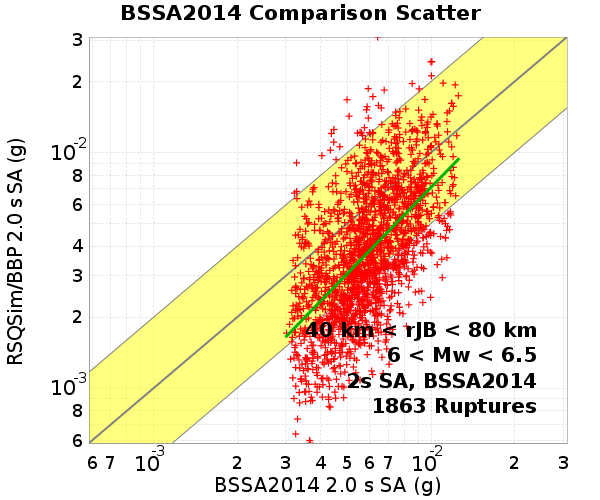 BSSA2014 Comparison Scatter
RSQSim/BBP 2.0 s SA (g)
3
2
10-2
8
6
4
3
2
10-3
8
6
40 km < rJB < 80 km
6 < Mw < 6.5
2s SA, BSSA2014
1863 Ruptures
6 7 10-3 2 3 4 5 6 7 10-2 2 3
BSSA2014 2.0 s SA (g)